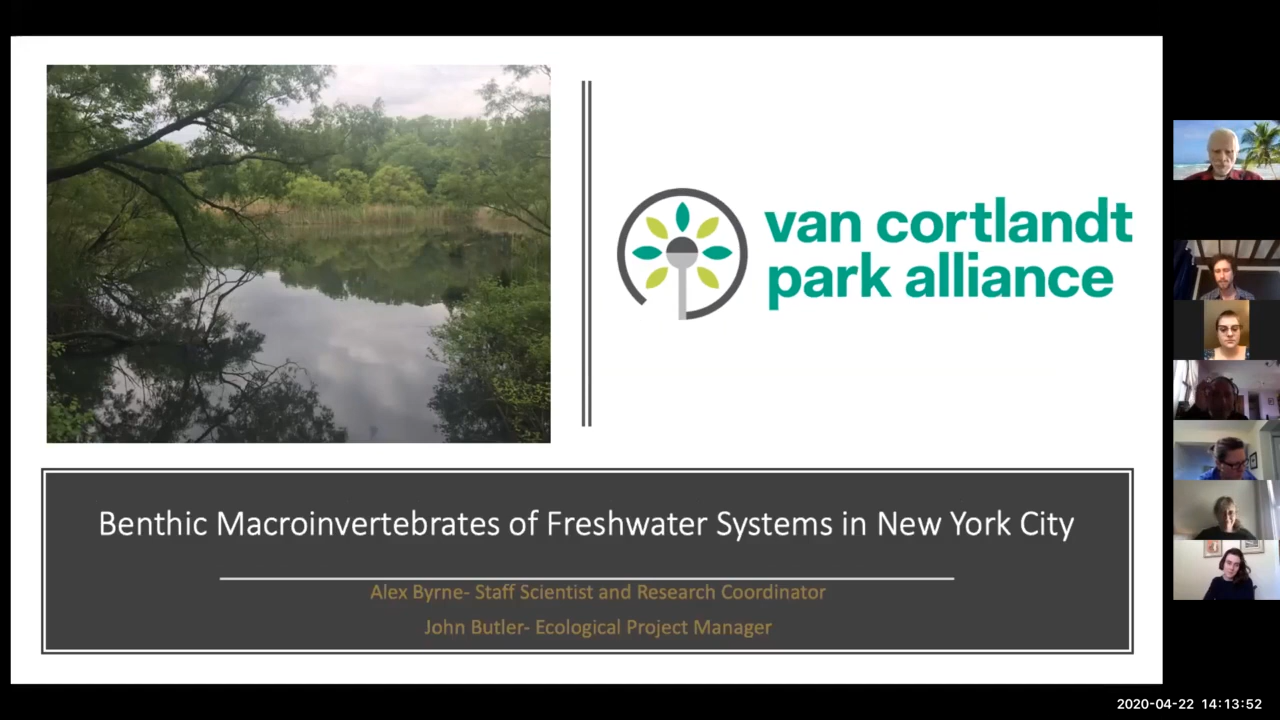 van cortlandt
park alliance
Benthic Macroinvertebrates of Freshwater Systems in New York City
Alex Byrne- Staff Scientist and Research Coordinator
John Butler- Ecological Project Manager
2020-04-22 14:13:52